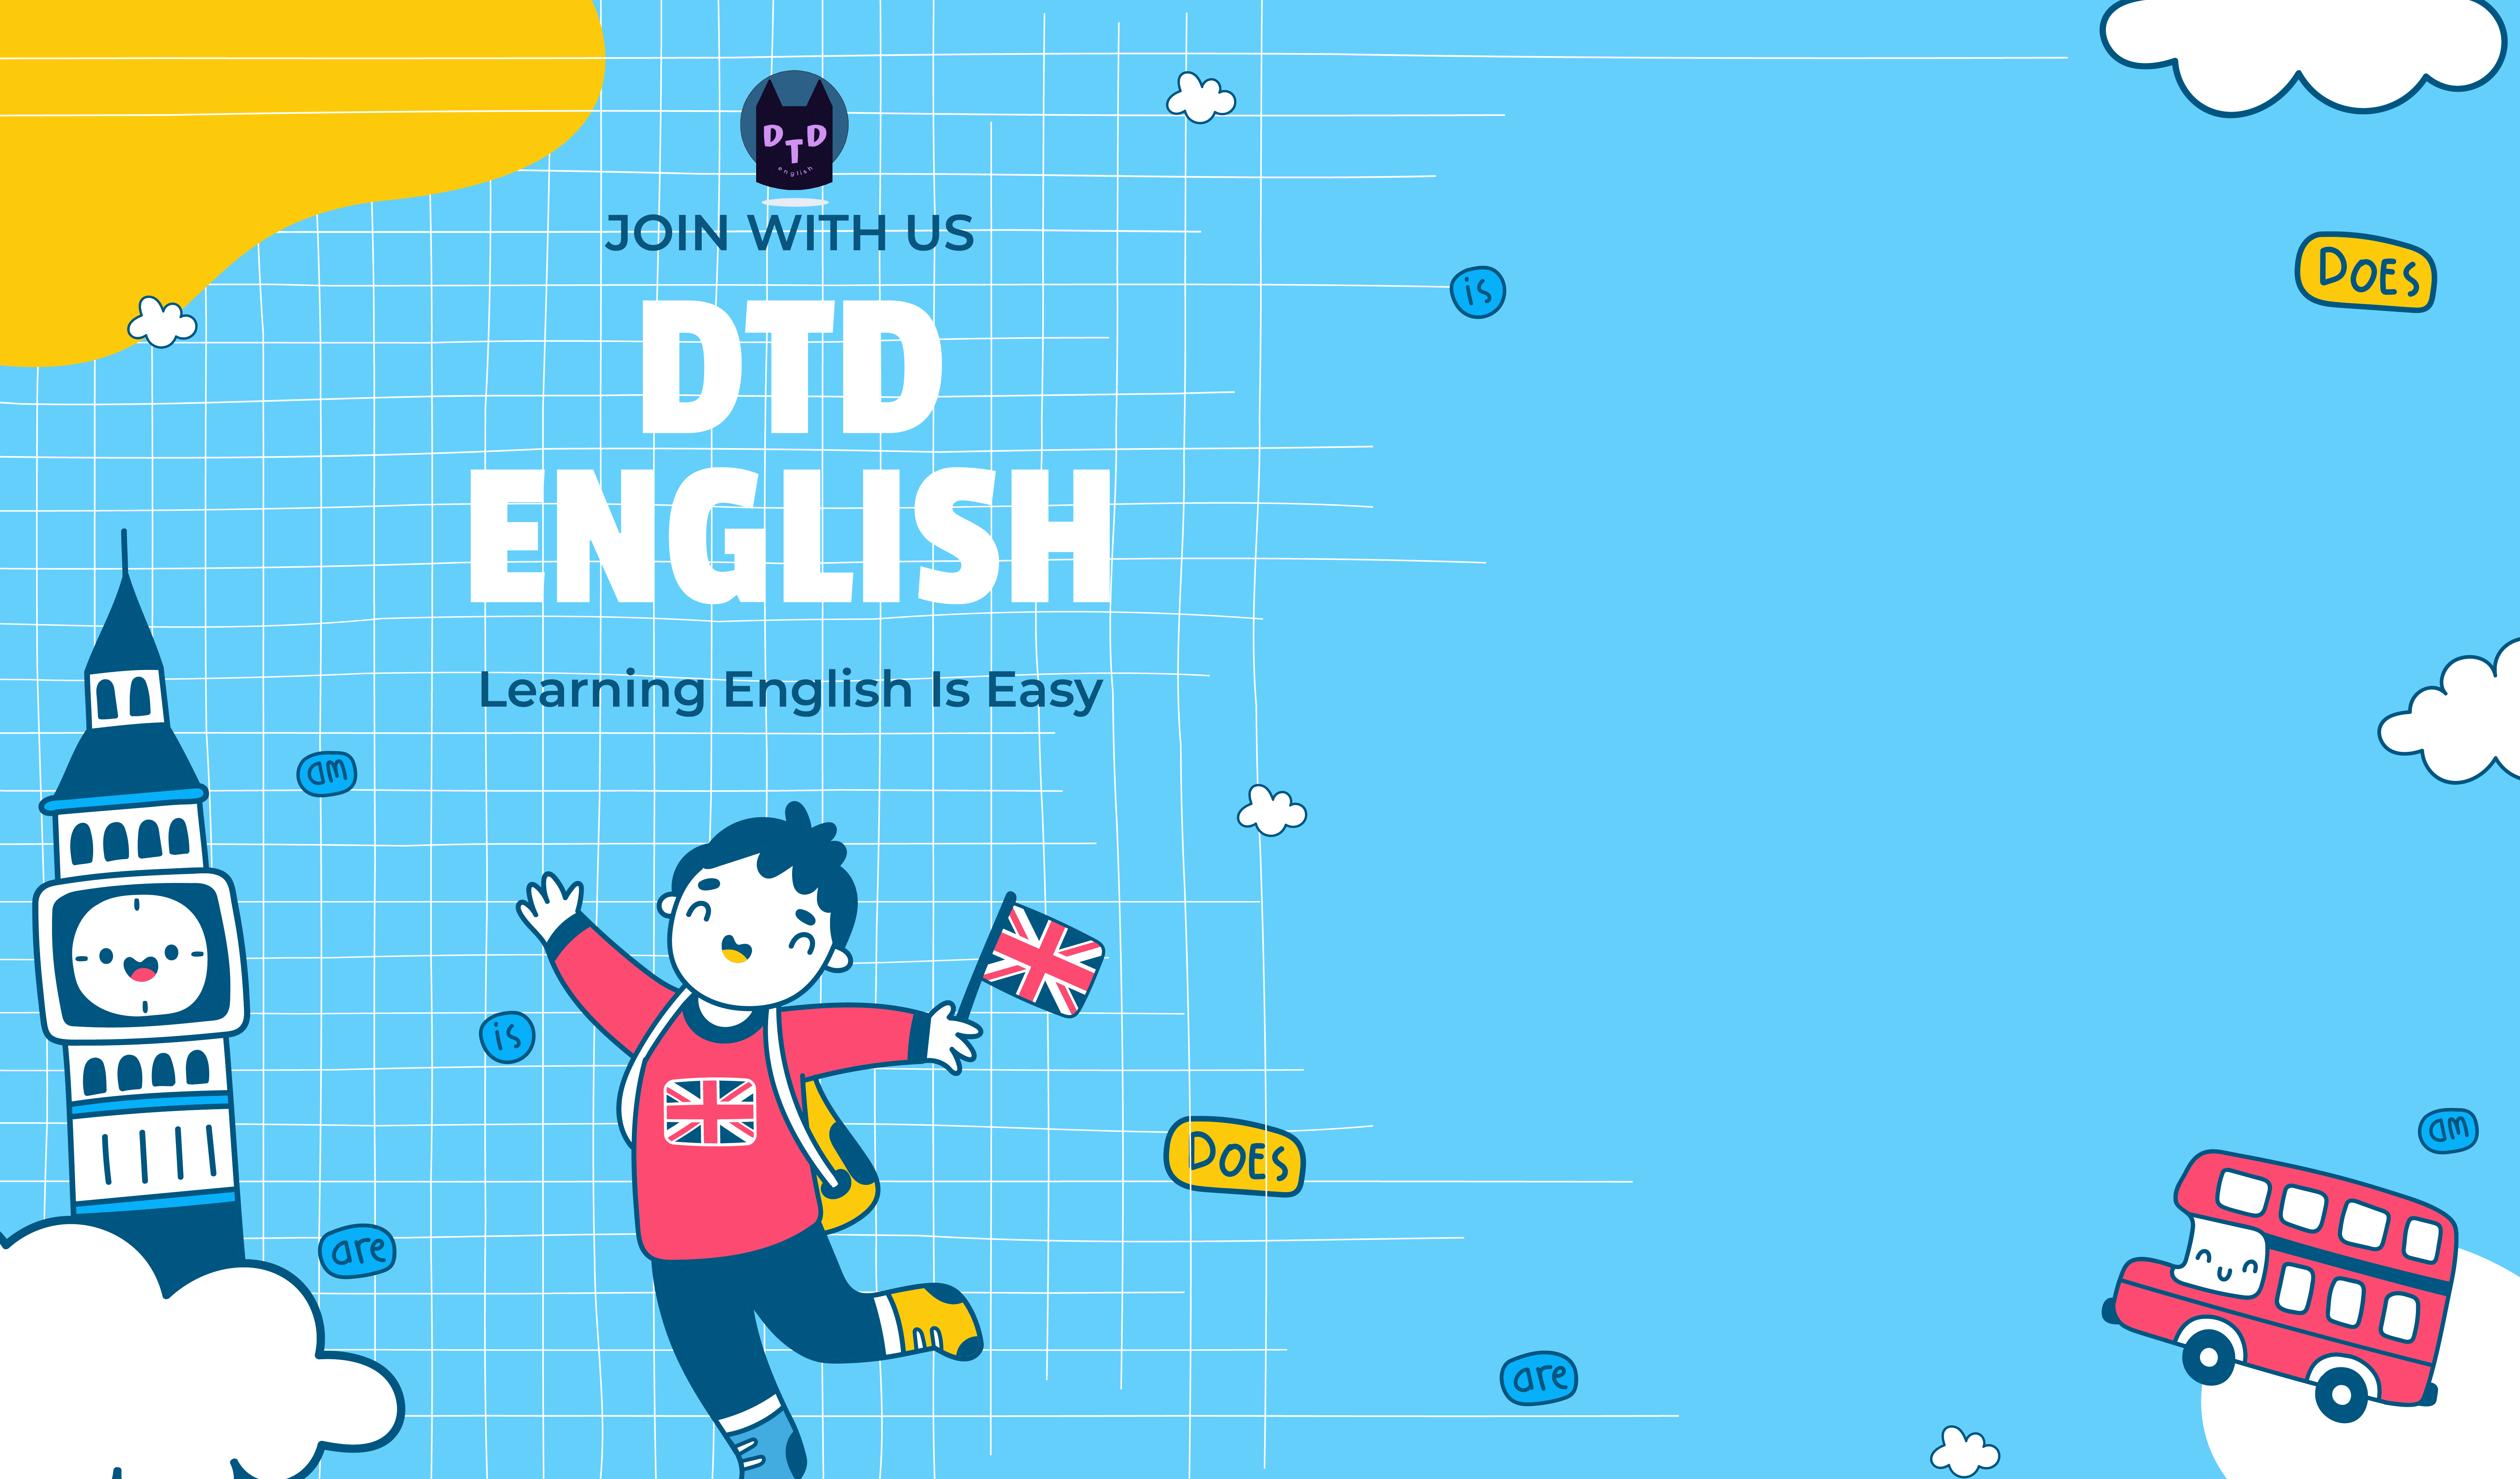 DTD
english
JOIN WITH US
DTD
ENGLISH
Learning English Is Easy
is
Does
am
is
are
Does
am
are